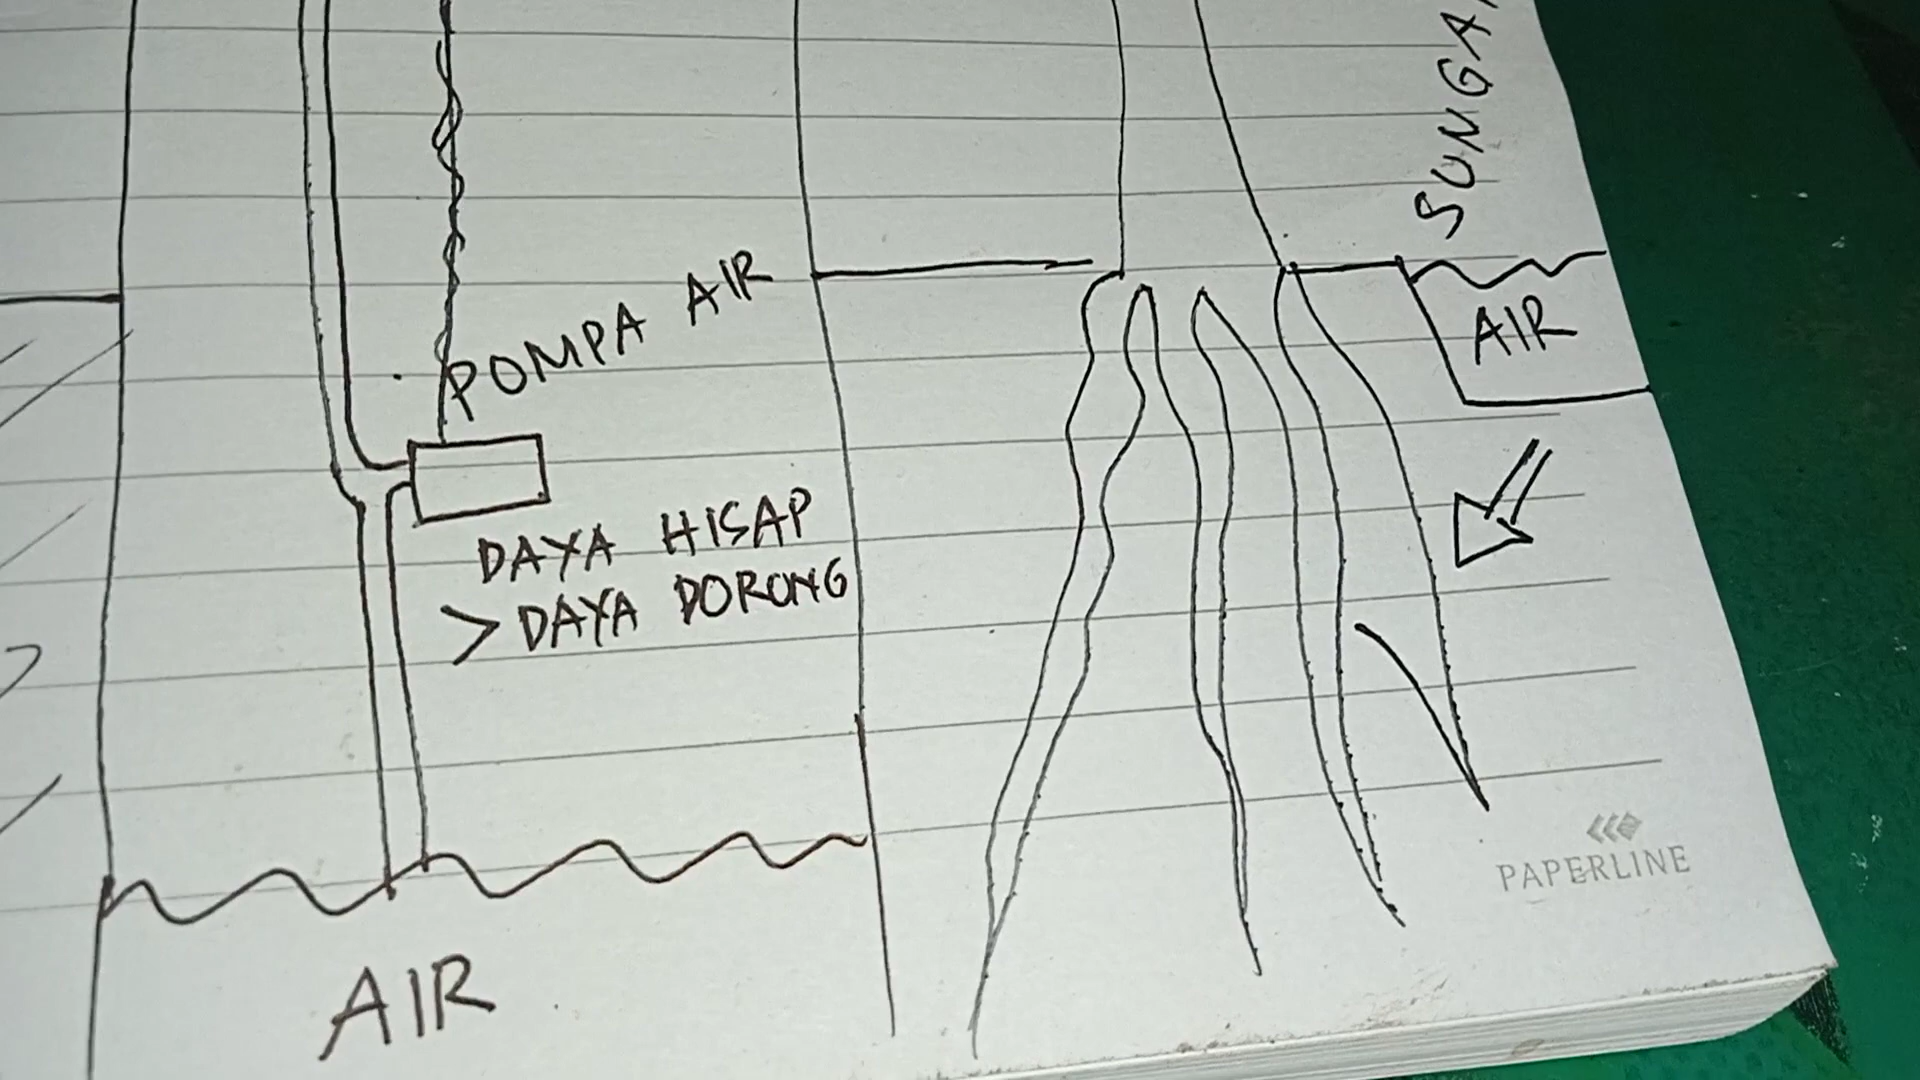 SUNGA
POMPA AIR
AIR
DAYA HISAP
> DAYA DORONG
PAPERLINE
AIR